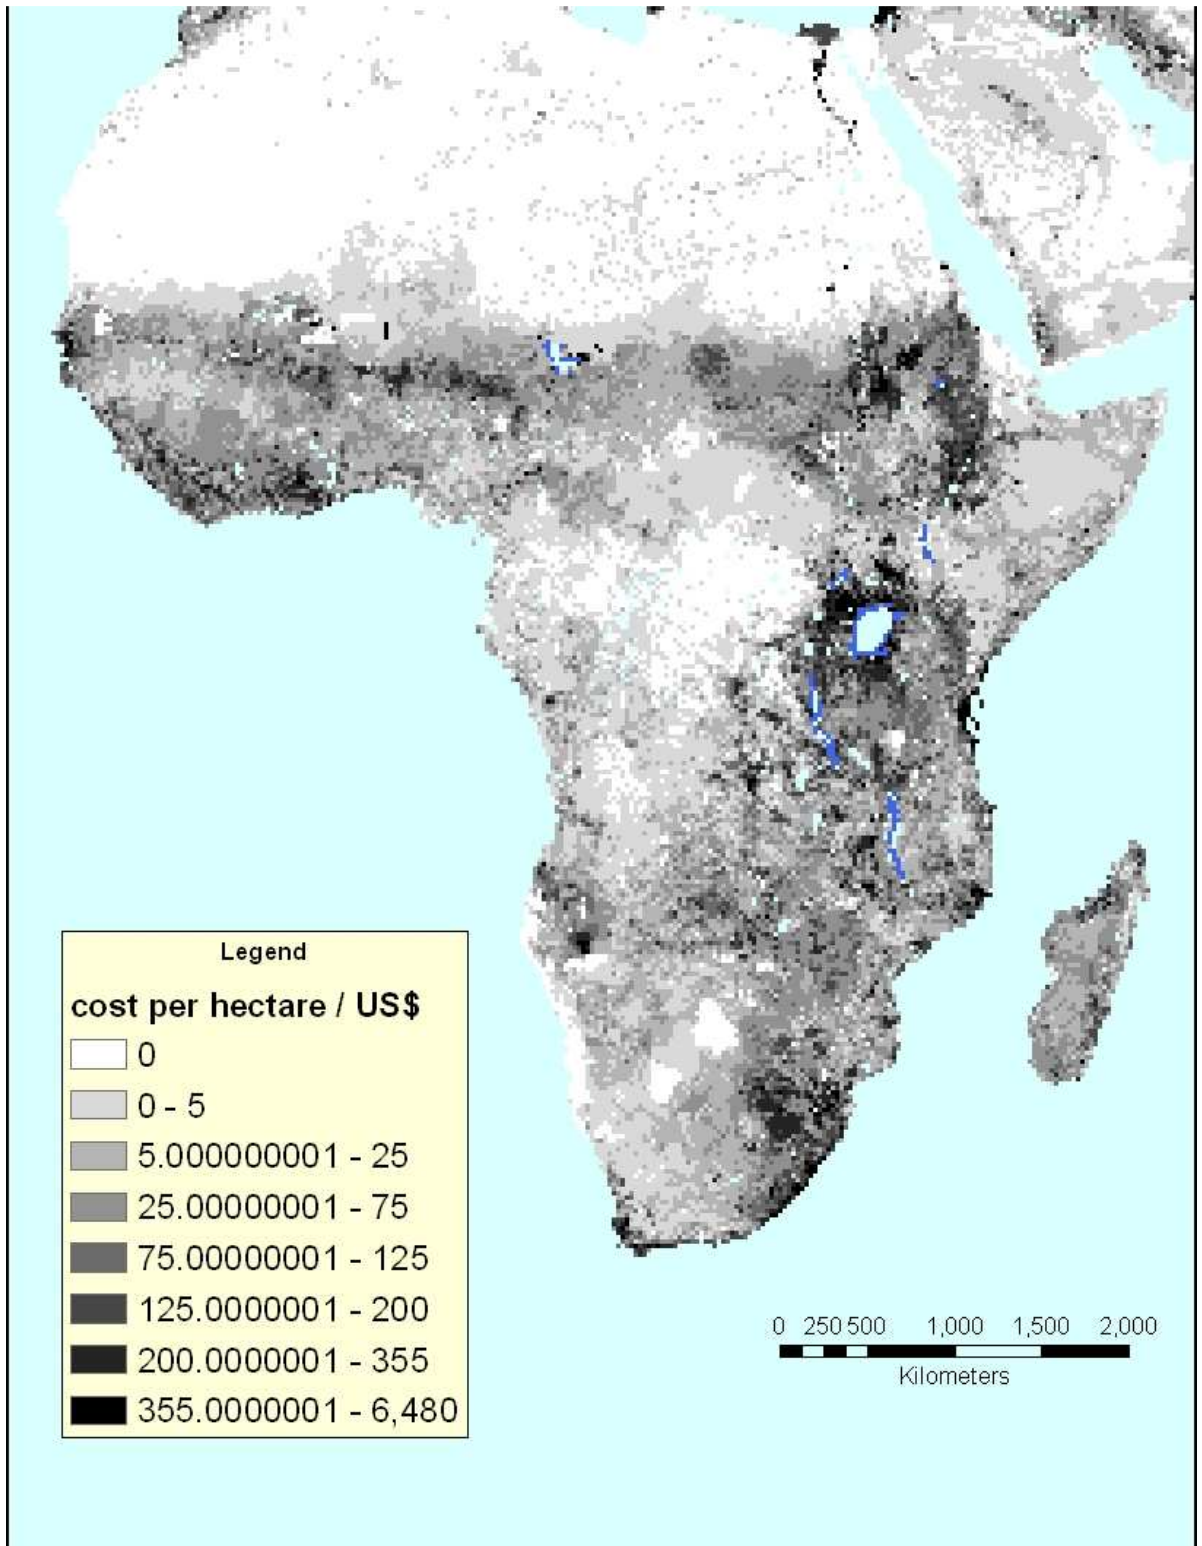 Legend
cost per hectare / US$
0
0 - 5
5.000000001 - 25
25.00000001 - 75
75.00000001 - 125
125.0000001 - 200
200.0000001 - 355
355.0000001 - 6,480
0 250 500 1,000 1,500 2,000
Kilometers